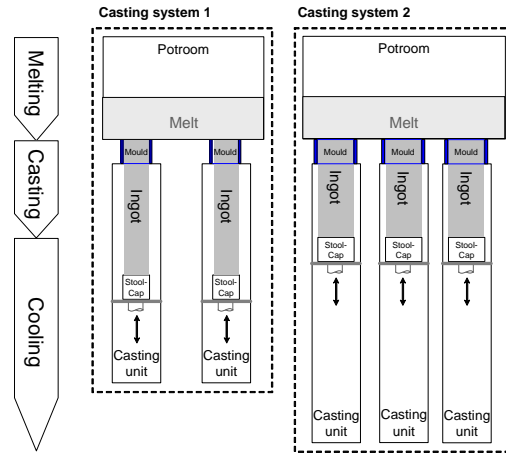 Casting system 1
Casting system 2
Melting
Casting
Cooling
Potroom
Melt
Mould
Mould
Ingot
Ingot
Stool-
Cap
Stool-
Cap
Casting
unit
Casting
unit
Potroom
Melt
Mould
Mould
Mould
Ingot
Ingot
Ingot
Stool-
Cap
Stool-
Cap
Stool-
Cap
Casting
unit
Casting
unit
Casting
unit